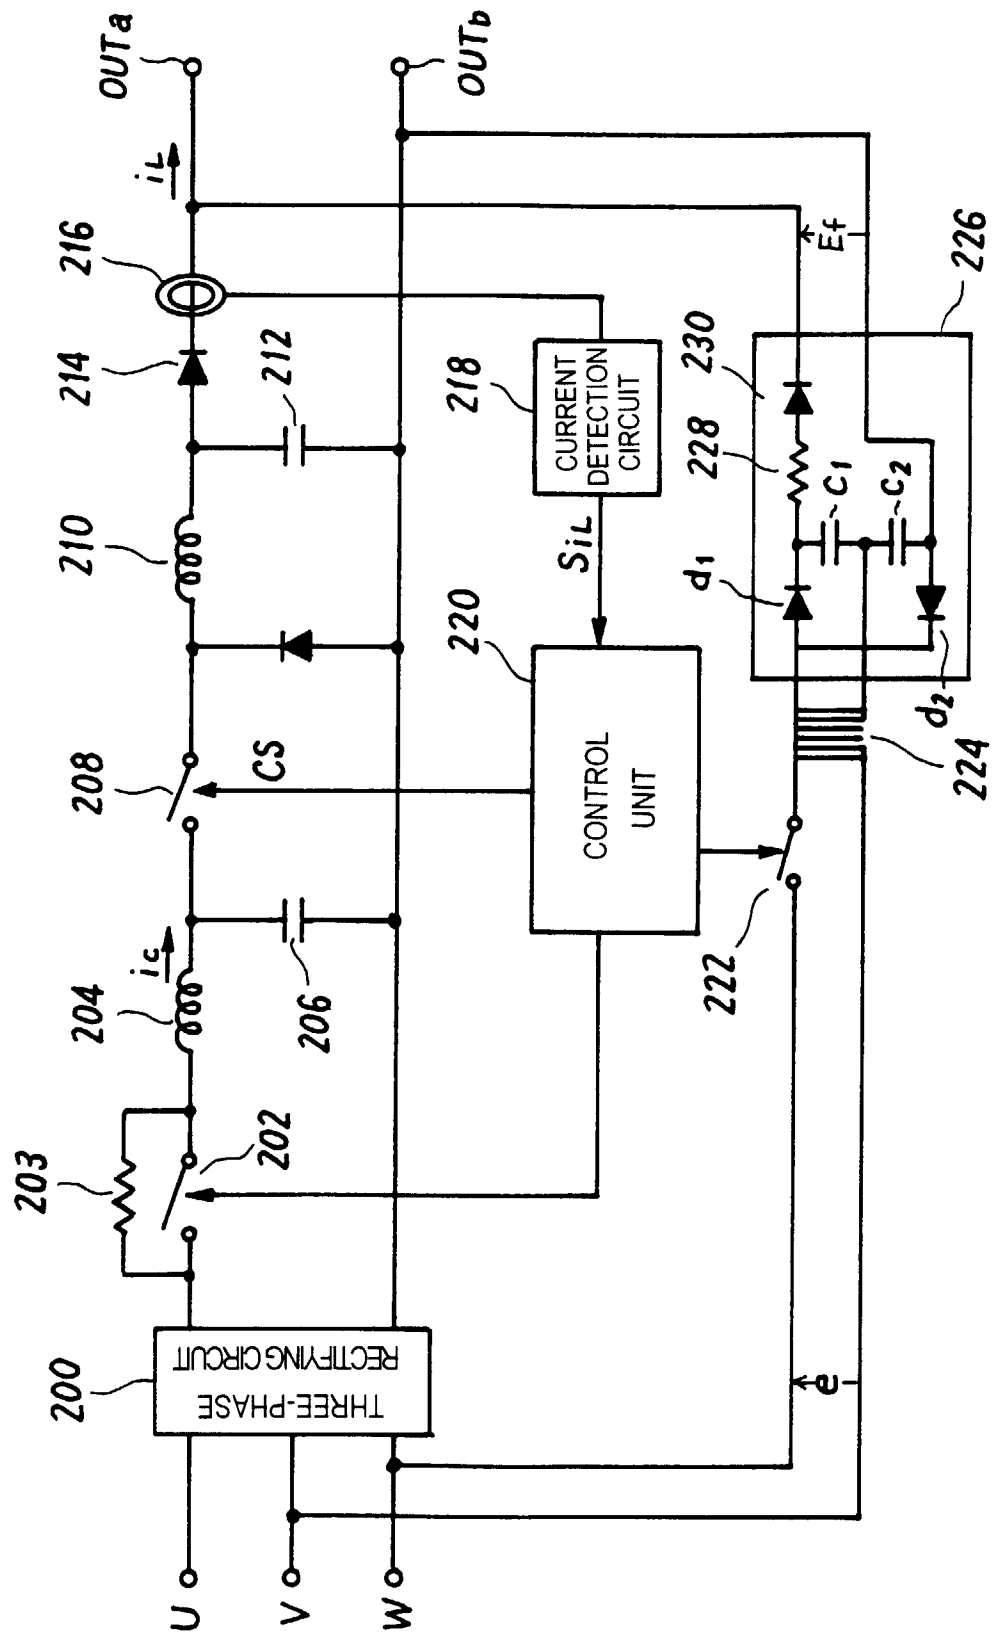 U
V
W
200
THREE-PHASE
RECTIFYING CIRCUIT
203
202
204
ic
206
208
CS
210
212
214
216
iL
OUTa
OUTb
218
CURRENT
DETECTION
CIRCUIT
SiL
220
CONTROL
UNIT
222
224
226
228
230
d1
d2
C1
C2
Ef
e